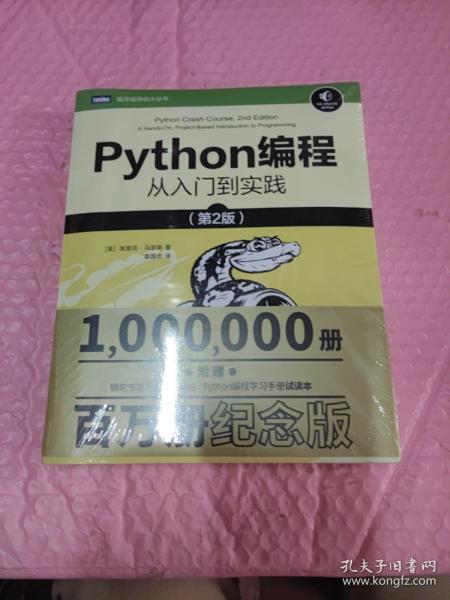 TURING 图灵程序设计丛书
Python Crash Course, 2nd Edition
A Hands-On, Project-Based Introduction to Programming
Python编程
从入门到实践
(第2版)
[美] 埃里克·马瑟斯 著
袁国忠 译
1,000,000册
附赠
Python编程学习手册试读本
百万册纪念版
孔夫子旧书网
www.kongfz.com